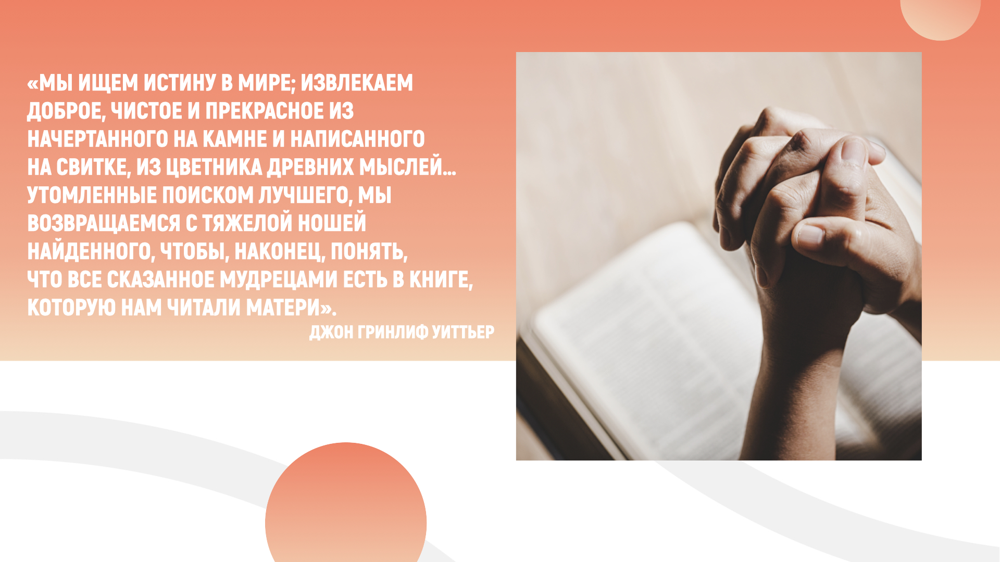 «МЫ ИЩЕМ ИСТИНУ В МИРЕ; ИЗВЛЕКАЕМ
ДОБРОЕ, ЧИСТОЕ И ПРЕКРАСНОЕ ИЗ
НАЧЕРТАННОГО НА КАМНЕ И НАПИСАННОГО
НА СВИТКЕ, ИЗ ЦВЕТНИКА ДРЕВНИХ МЫСЛЕЙ...
УТОМЛЕННЫЕ ПОИСКОМ ЛУЧШЕГО, МЫ
ВОЗВРАЩАЕМСЯ С ТЯЖЕЛОЙ НОШЕЙ
НАЙДЕННОГО, ЧТОБЫ, НАКОНЕЦ, ПОНЯТЬ,
ЧТО ВСЕ СКАЗАННОЕ МУДРЕЦАМИ ЕСТЬ В КНИГЕ,
КОТОРУЮ НАМ ЧИТАЛИ МАТЕРИ».
ДЖОН ГРИНЛИФ УИТТЬЕР